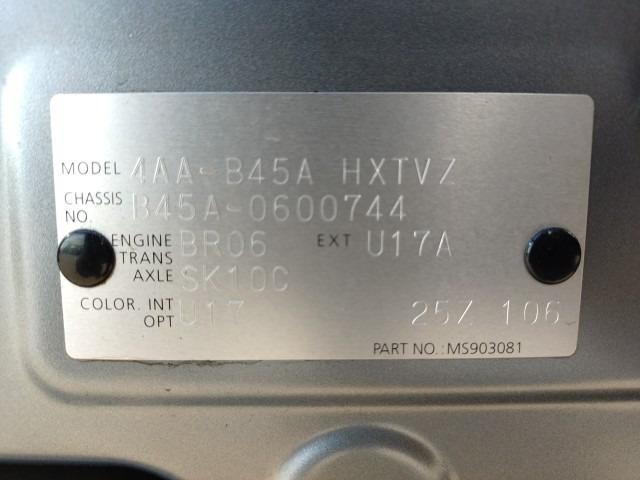 MODEL 4AA-B45A HXTVZ
CHASSIS NO. B45A-0600744
ENGINE BR06 EXT U17A
TRANS AXLE SK10C
COLOR. INT OPT U17 25Z 106
PART NO.:MS903081